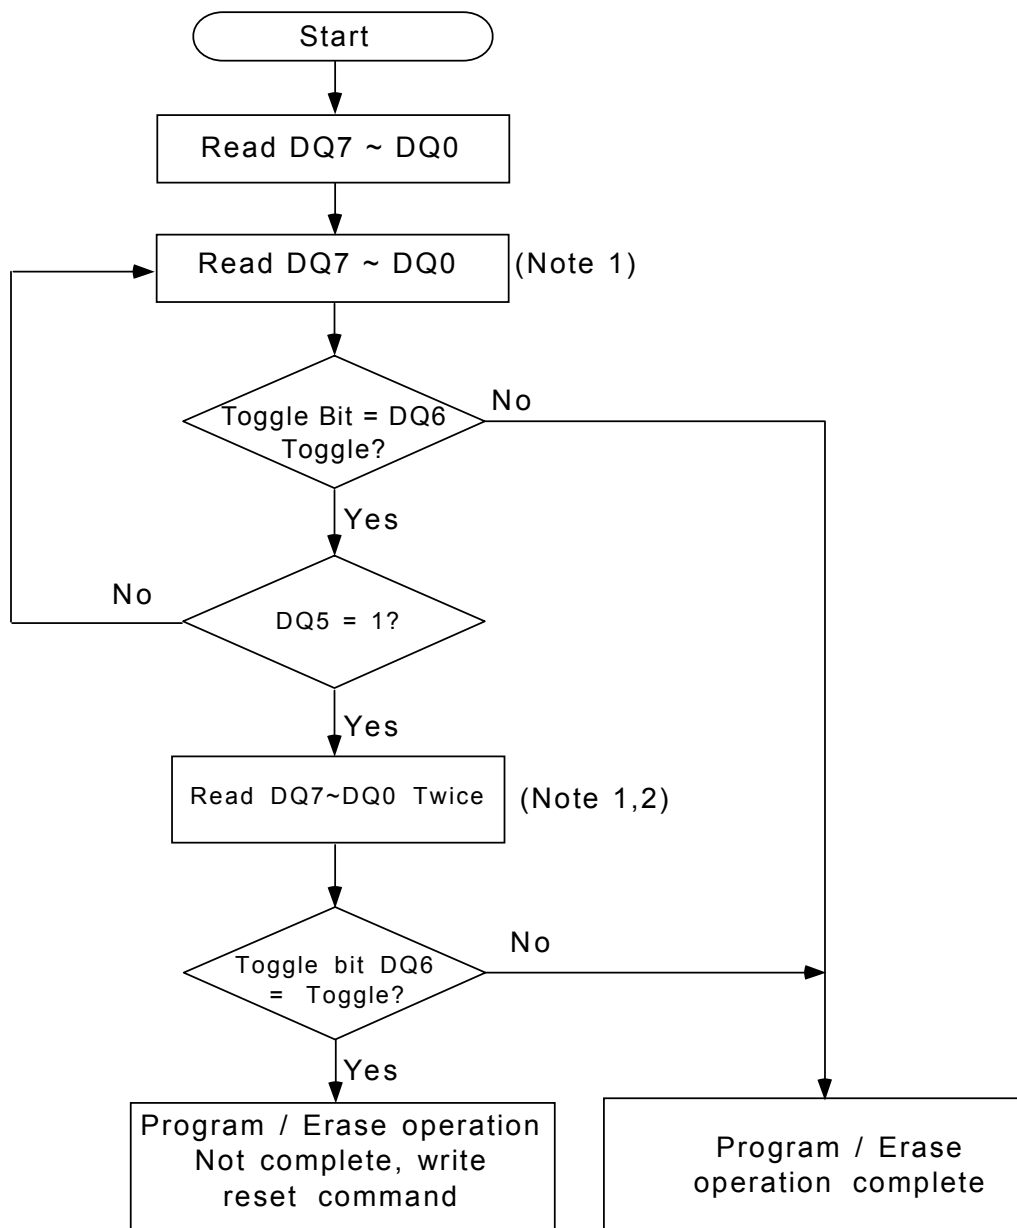 Start
Read DQ7 ~ DQ0
Read DQ7 ~ DQ0
(Note 1)
Toggle Bit = DQ6
Toggle?
No
Yes
DQ5 = 1?
No
Yes
Read DQ7~DQ0 Twice
(Note 1,2)
Toggle bit DQ6
= Toggle?
No
Yes
Program / Erase operation
Not complete, write
reset command
Program / Erase
operation complete